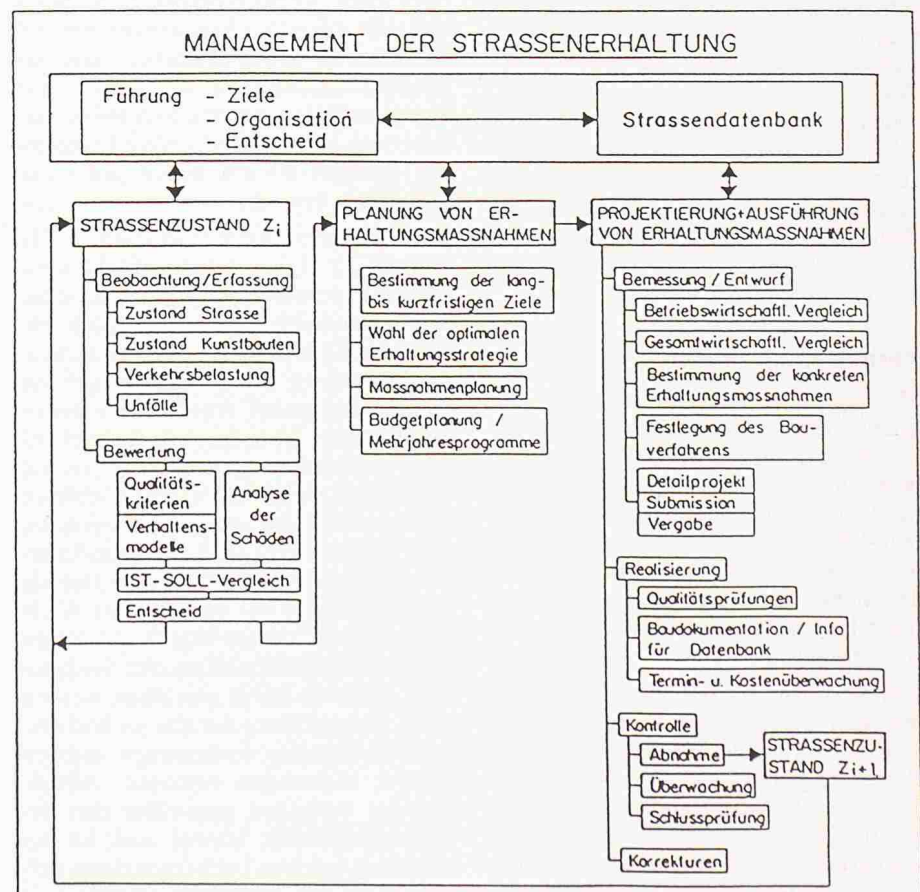 MANAGEMENT DER STRASSENERHALTUNG
Führung - Ziele
- Organisation
- Entscheid
Strassendatenbank
STRASSENZUSTAND Zi
Beobachtung/Erfassung
Zustand Strasse
Zustand Kunstbauten
Verkehrsbelastung
Unfälle
Bewertung
Qualitäts-
kriterien
Verhaltens-
modelle
Analyse
der
Schäden
IST-SOLL-Vergleich
Entscheid
PLANUNG VON ER-
HALTUNGSMASSNAHMEN
Bestimmung der lang-
bis kurzfristigen Ziele
Wahl der optimalen
Erhaltungsstrategie
Massnahmenplanung
Budgetplanung /
Mehrjahresprogramme
PROJEKTIERUNG+AUSFÜHRUNG
VON ERHALTUNGSMASSNAHMEN
Bemessung / Entwurf
Betriebswirtschaftl. Vergleich
Gesamtwirtschaftl. Vergleich
Bestimmung der konkreten
Erhaltungsmassnahmen
Festlegung des Bau-
verfahrens
Detailprojekt
Submission
Vergabe
Realisierung
Qualitätsprüfungen
Baudokumentation / Info
für Datenbank
Termin- u. Kostenüberwachung
Kontrolle
Abnahme
STRASSENZU-
STAND Zi+1
Überwachung
Schlussprüfung
Korrekturen